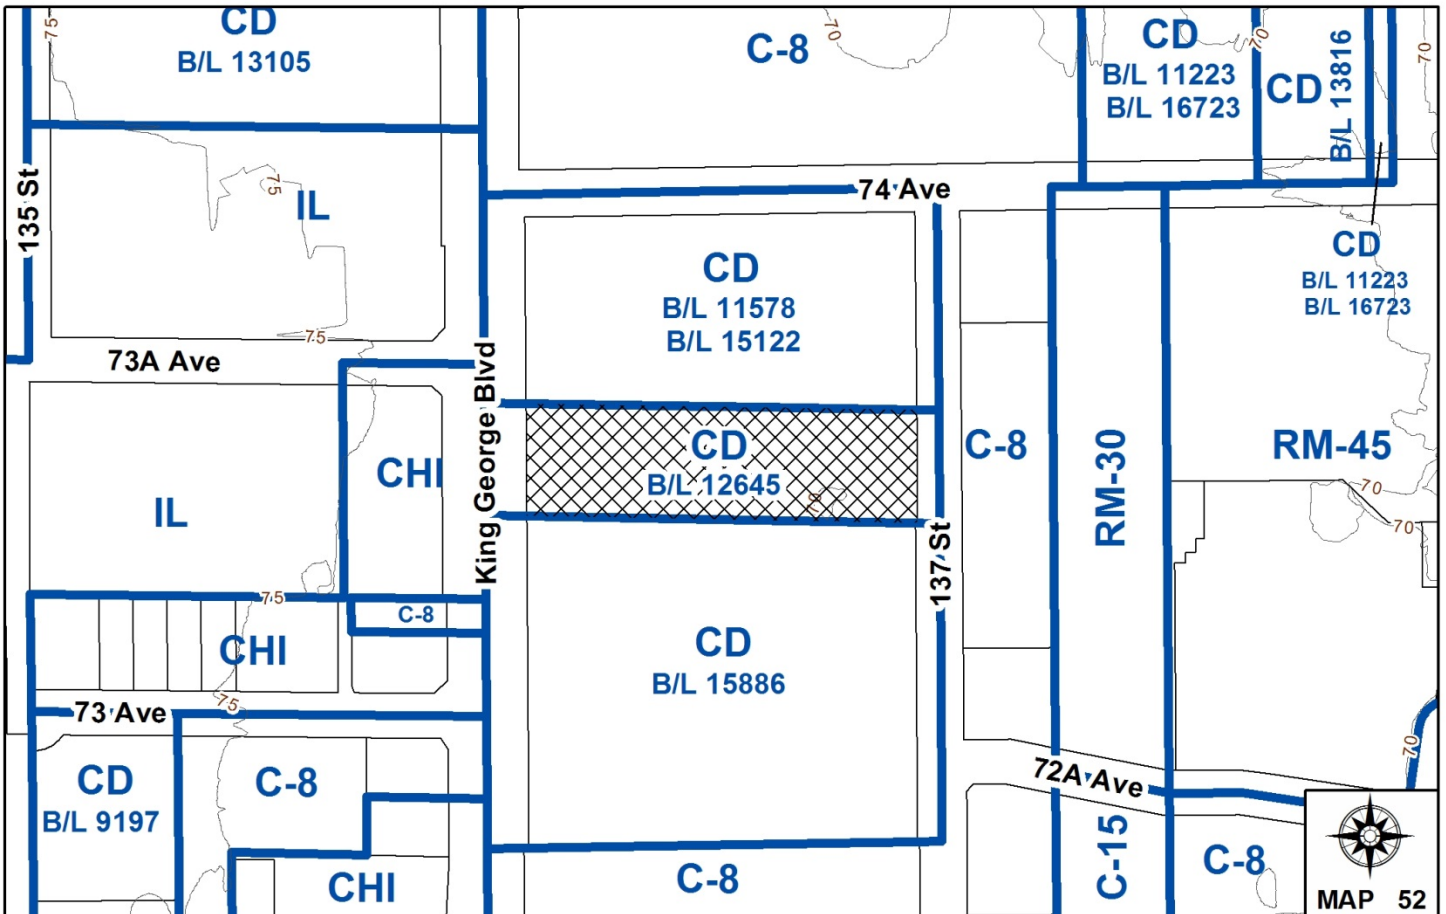 75
CD
B/L 13105
C-8
70
CD
B/L 11223
B/L 16723
70
CD
B/L 13816
70
135 St
75
IL
74 Ave
CD
B/L 11578
B/L 15122
CD
B/L 11223
B/L 16723
75
73A Ave
King George Blvd
CHI
IL
CD
B/L 12645
70
C-8
RM-30
RM-45
70
70
137 St
75
C-8
CHI
CD
B/L 15886
75
73 Ave
CD
B/L 9197
C-8
CHI
C-8
72A Ave
C-15
C-8
70
MAP 52